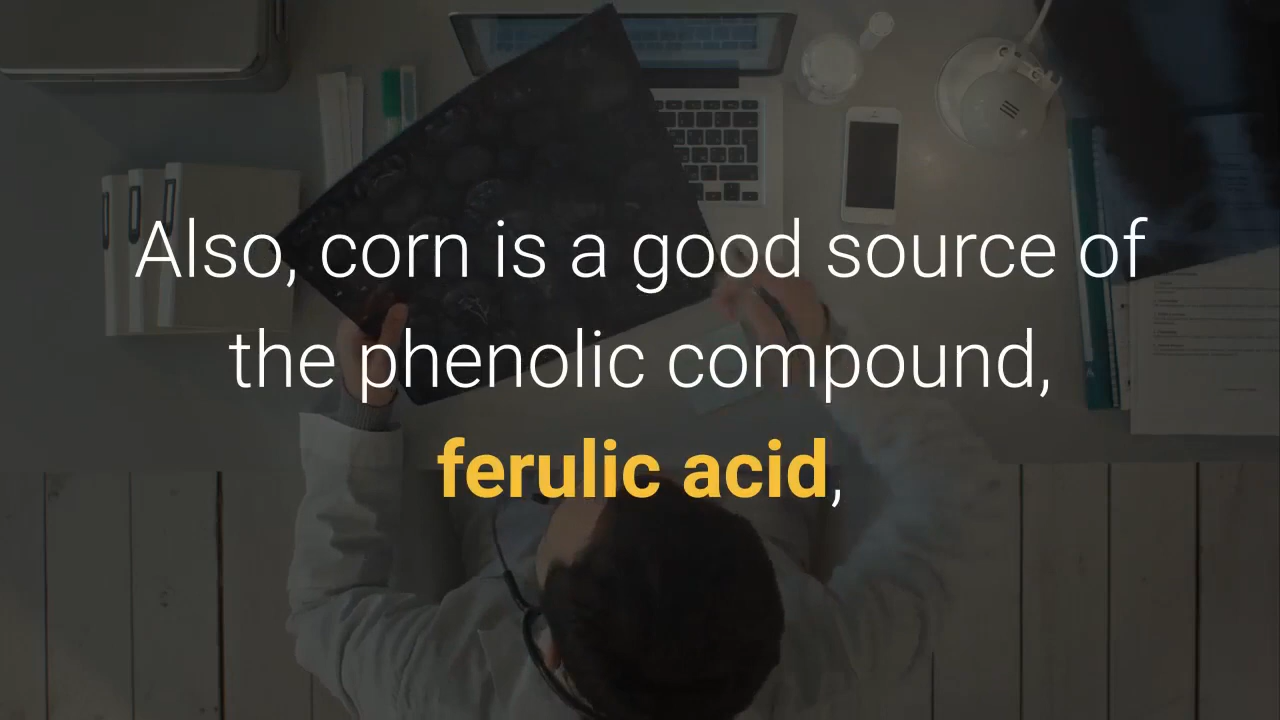 Also, corn is a good source of
the phenolic compound,
ferulic acid,